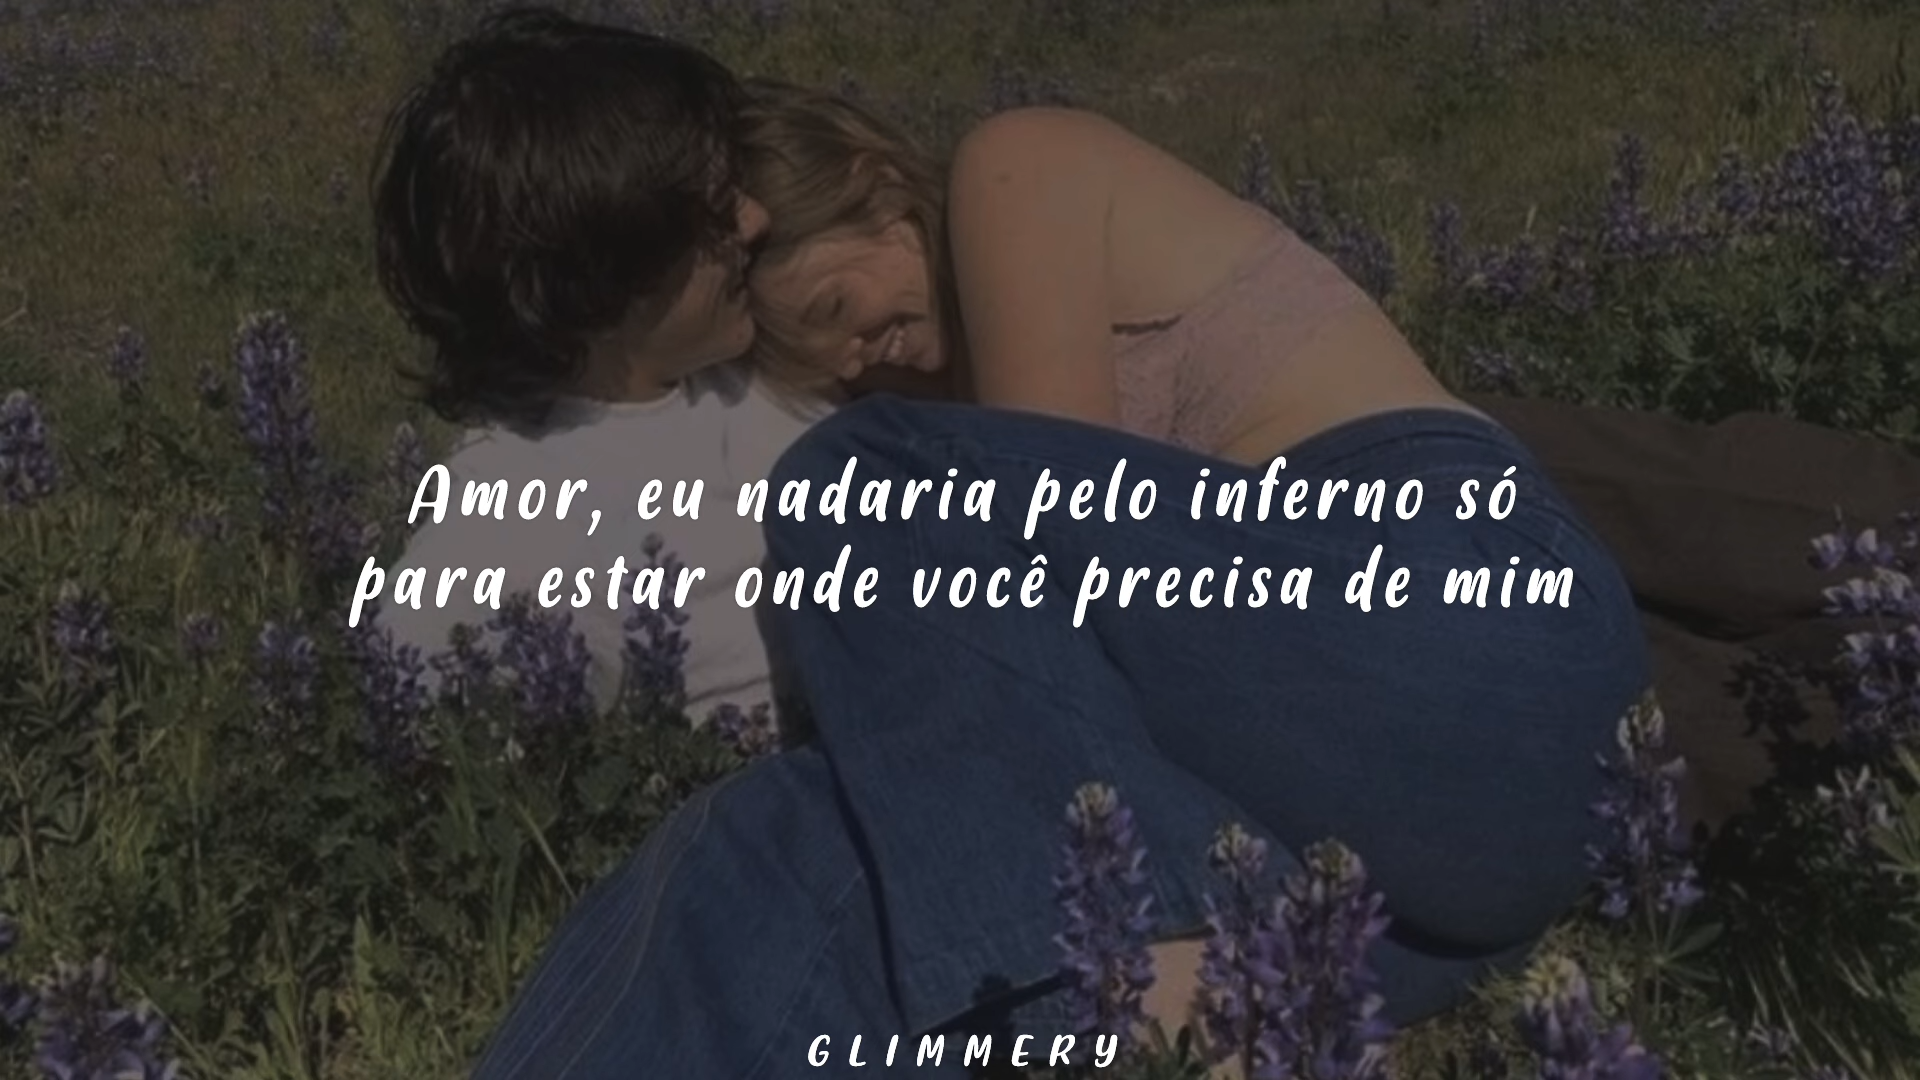 Amor, eu nadaria pelo inferno só
para estar onde você precisa de mim
GLIMMERY